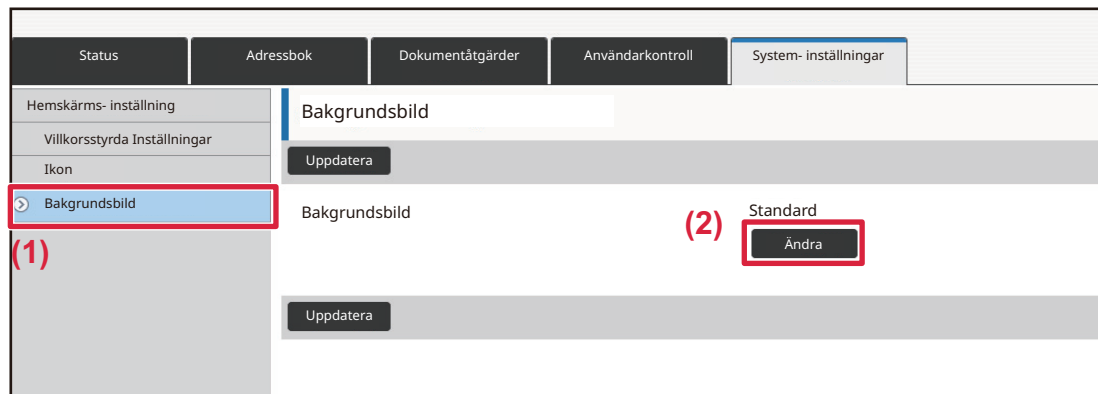 Status Adressbok Dokumentåtgärder Användarkontroll System- inställningar
Hemskärms- inställning
Villkorsstyrda Inställningar
Ikon
Bakgrundsbild
(1)
Bakgrundsbild
Uppdatera
Bakgrundsbild
Standard
(2)
Ändra
Uppdatera